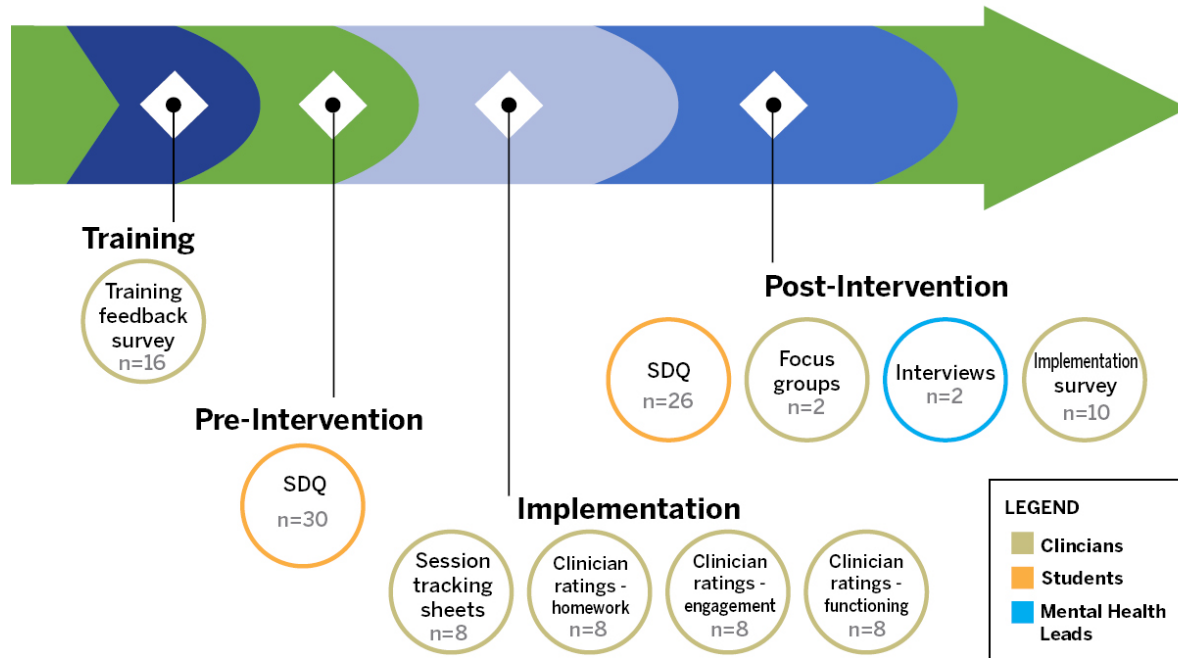 Training
Training
feedback
survey
n=16
Pre-Intervention
SDQ
n=30
Implementation
Session
tracking
sheets
n=8
Clinician
ratings -
homework
n=8
Clinician
ratings -
engagement
n=8
Clinician
ratings -
functioning
n=8
Post-Intervention
SDQ
n=26
Focus
groups
n=2
Interviews
n=2
Implementation
survey
n=10
LEGEND
Clincians
Students
Mental Health
Leads